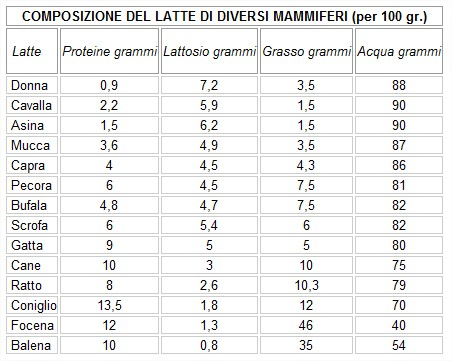 COMPOSIZIONE DEL LATTE DI DIVERSI MAMMIFERI (per 100 gr.)
Latte Proteine grammi Lattosio grammi Grasso grammi Acqua grammi
Donna 0,9 7,2 3,5 88
Cavalla 2,2 5,9 1,5 90
Asina 1,5 6,2 1,5 90
Mucca 3,6 4,9 3,5 87
Capra 4 4,5 4,3 86
Pecora 6 4,5 7,5 81
Bufala 4,8 4,7 7,5 82
Scrofa 6 5,4 6 82
Gatta 9 5 5 80
Cane 10 3 10 75
Ratto 8 2,6 10,3 79
Coniglio 13,5 1,8 12 70
Focena 12 1,3 46 40
Balena 10 0,8 35 54